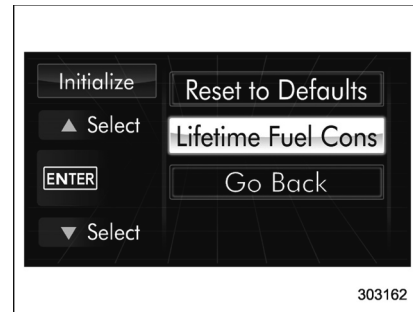 Initialize
▲ Select
ENTER
▼ Select
Reset to Defaults
Lifetime Fuel Cons
Go Back
303162